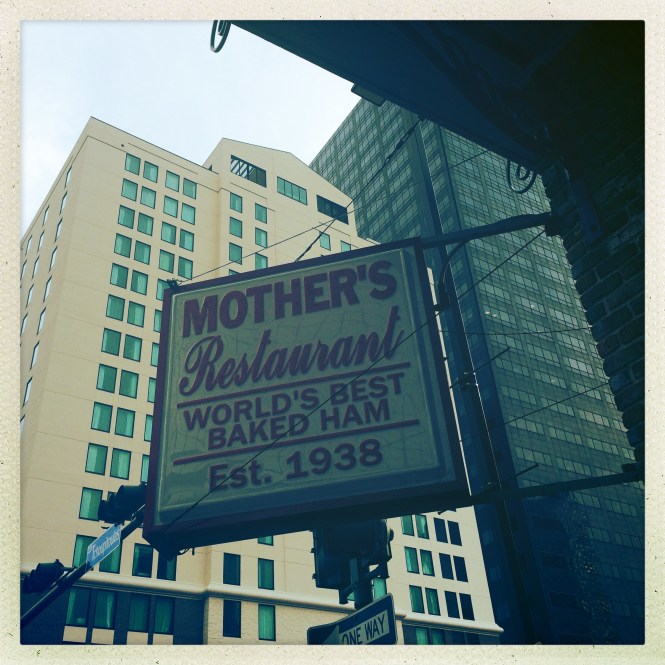 MOTHER'S
Restaurant
WORLD'S BEST
BAKED HAM
Est. 1938
ONE WAY